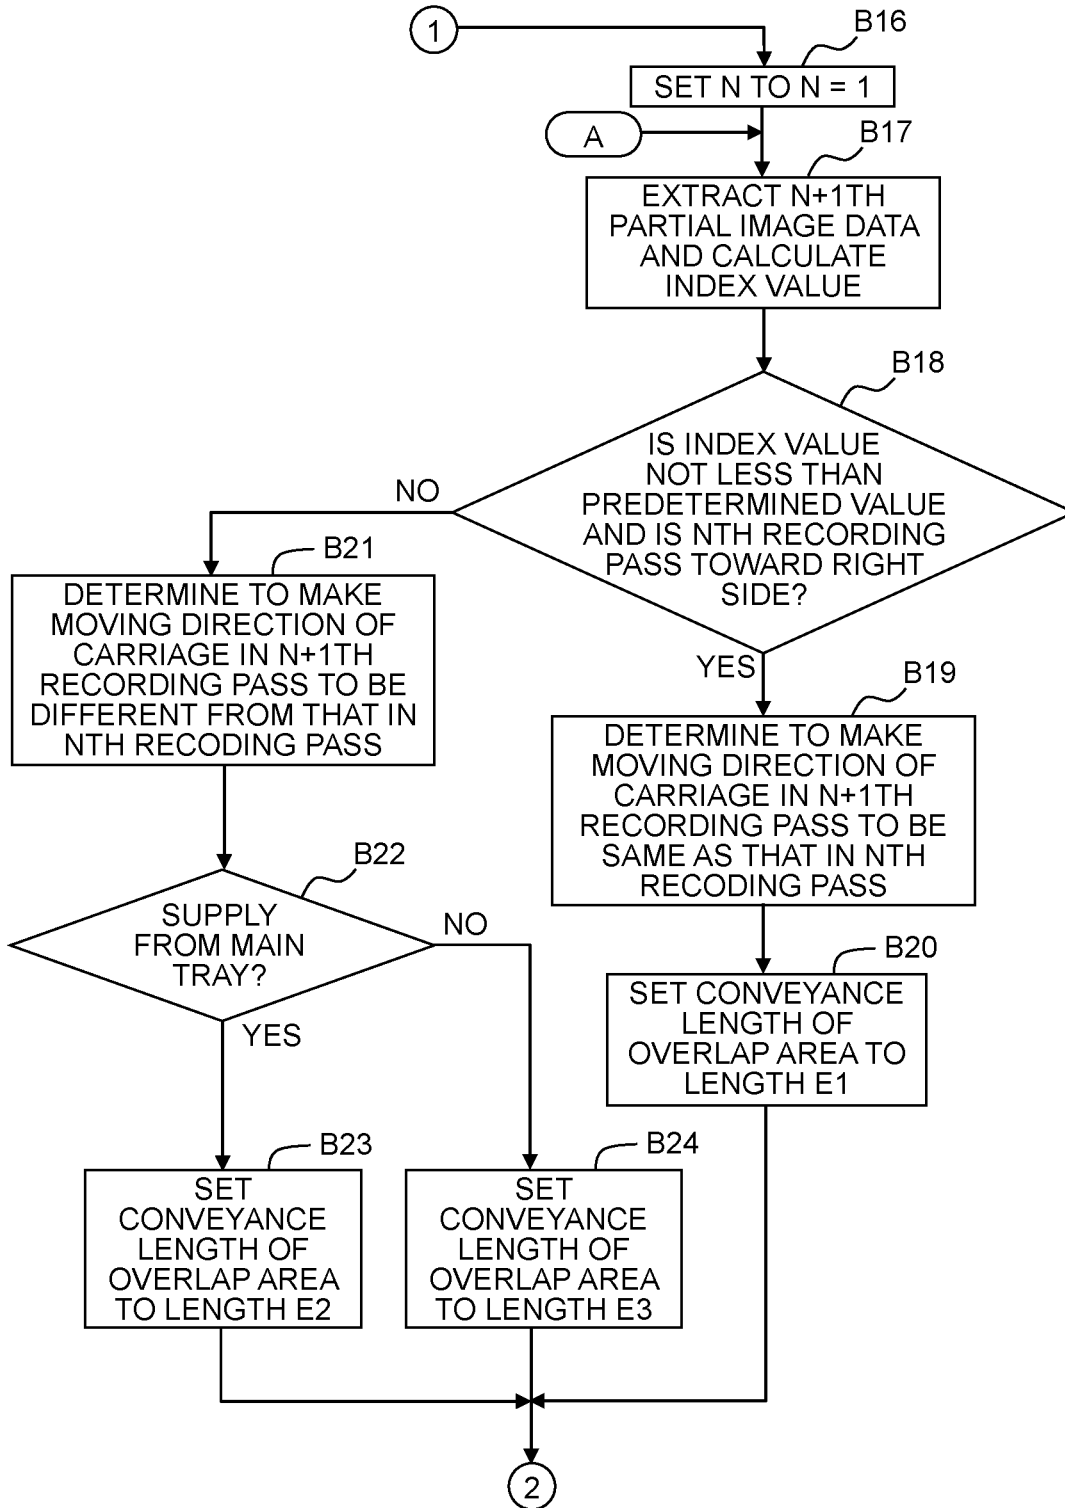 1
B16
SET N TO N = 1
A
B17
EXTRACT N+1TH
PARTIAL IMAGE DATA
AND CALCULATE
INDEX VALUE
B18
IS INDEX VALUE
NOT LESS THAN
PREDETERMINED VALUE
AND IS NTH RECORDING
PASS TOWARD RIGHT
SIDE?
NO
YES
B21
DETERMINE TO MAKE
MOVING DIRECTION OF
CARRIAGE IN N+1TH
RECORDING PASS TO BE
DIFFERENT FROM THAT IN
NTH RECODING PASS
B19
DETERMINE TO MAKE
MOVING DIRECTION OF
CARRIAGE IN N+1TH
RECORDING PASS TO BE
SAME AS THAT IN NTH
RECODING PASS
B22
SUPPLY
FROM MAIN
TRAY?
NO
YES
B20
SET CONVEYANCE
LENGTH OF
OVERLAP AREA TO
LENGTH E1
B23
SET
CONVEYANCE
LENGTH OF
OVERLAP AREA
TO LENGTH E2
B24
SET
CONVEYANCE
LENGTH OF
OVERLAP AREA
TO LENGTH E3
2